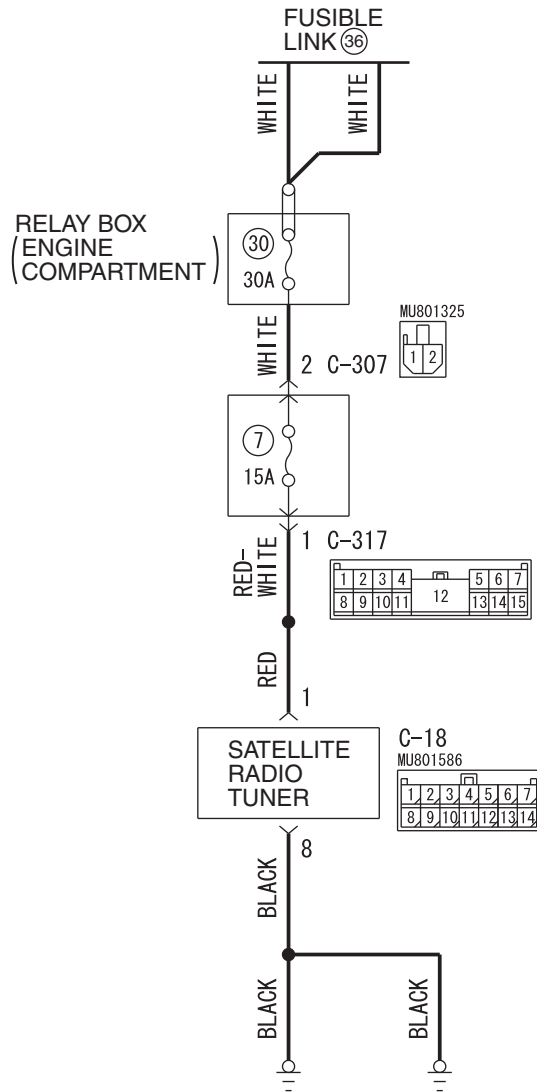 FUSIBLE
LINK 36
WHITE
WHITE
RELAY BOX
(ENGINE
COMPARTMENT)
30
30A
WHITE
MU801325
2 C-307
1 2
7
15A
RED-
WHITE
1 C-317
1 2 3 4 5 6 7
12
8 9 10 11 13 14 15
RED
1
SATELLITE
RADIO
TUNER
C-18
MU801586
1 2 3 4 5 6 7
8 9 10 11 12 13 14
8
BLACK
BLACK
BLACK